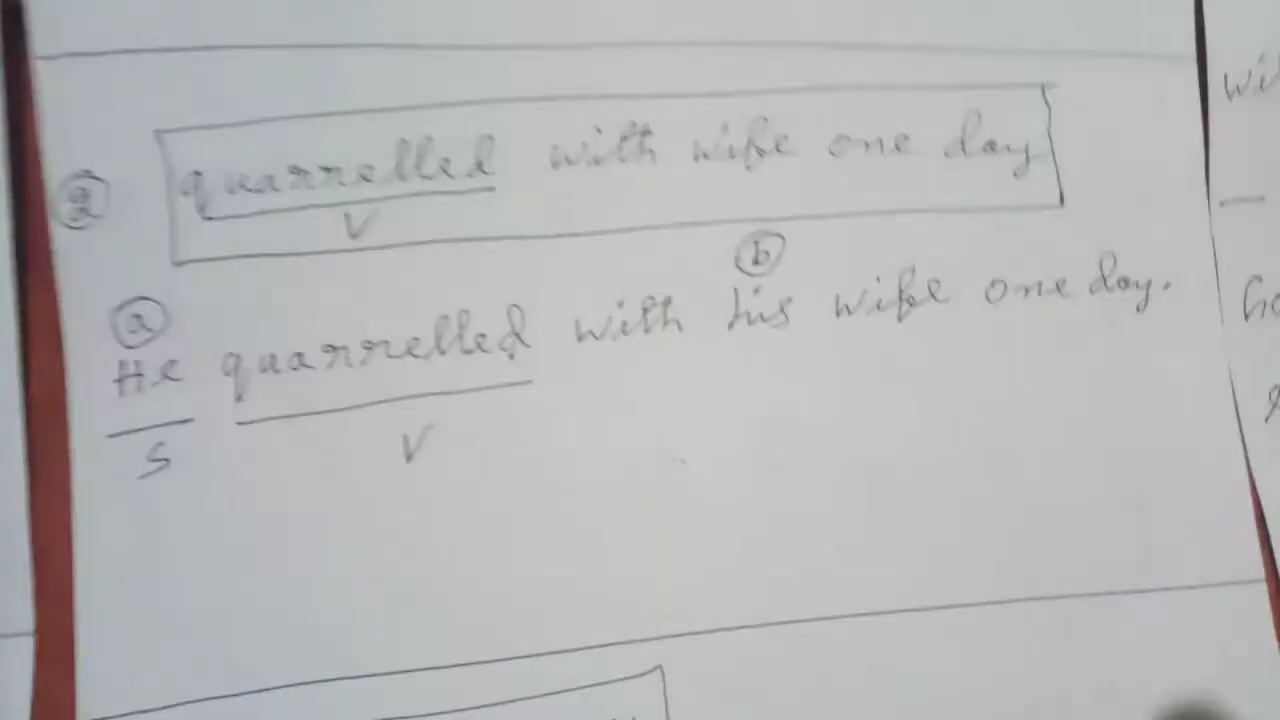 ② quarrelled with wife one day
V
ⓑ
ⓐ
He quarrelled with his wife one day.
S V